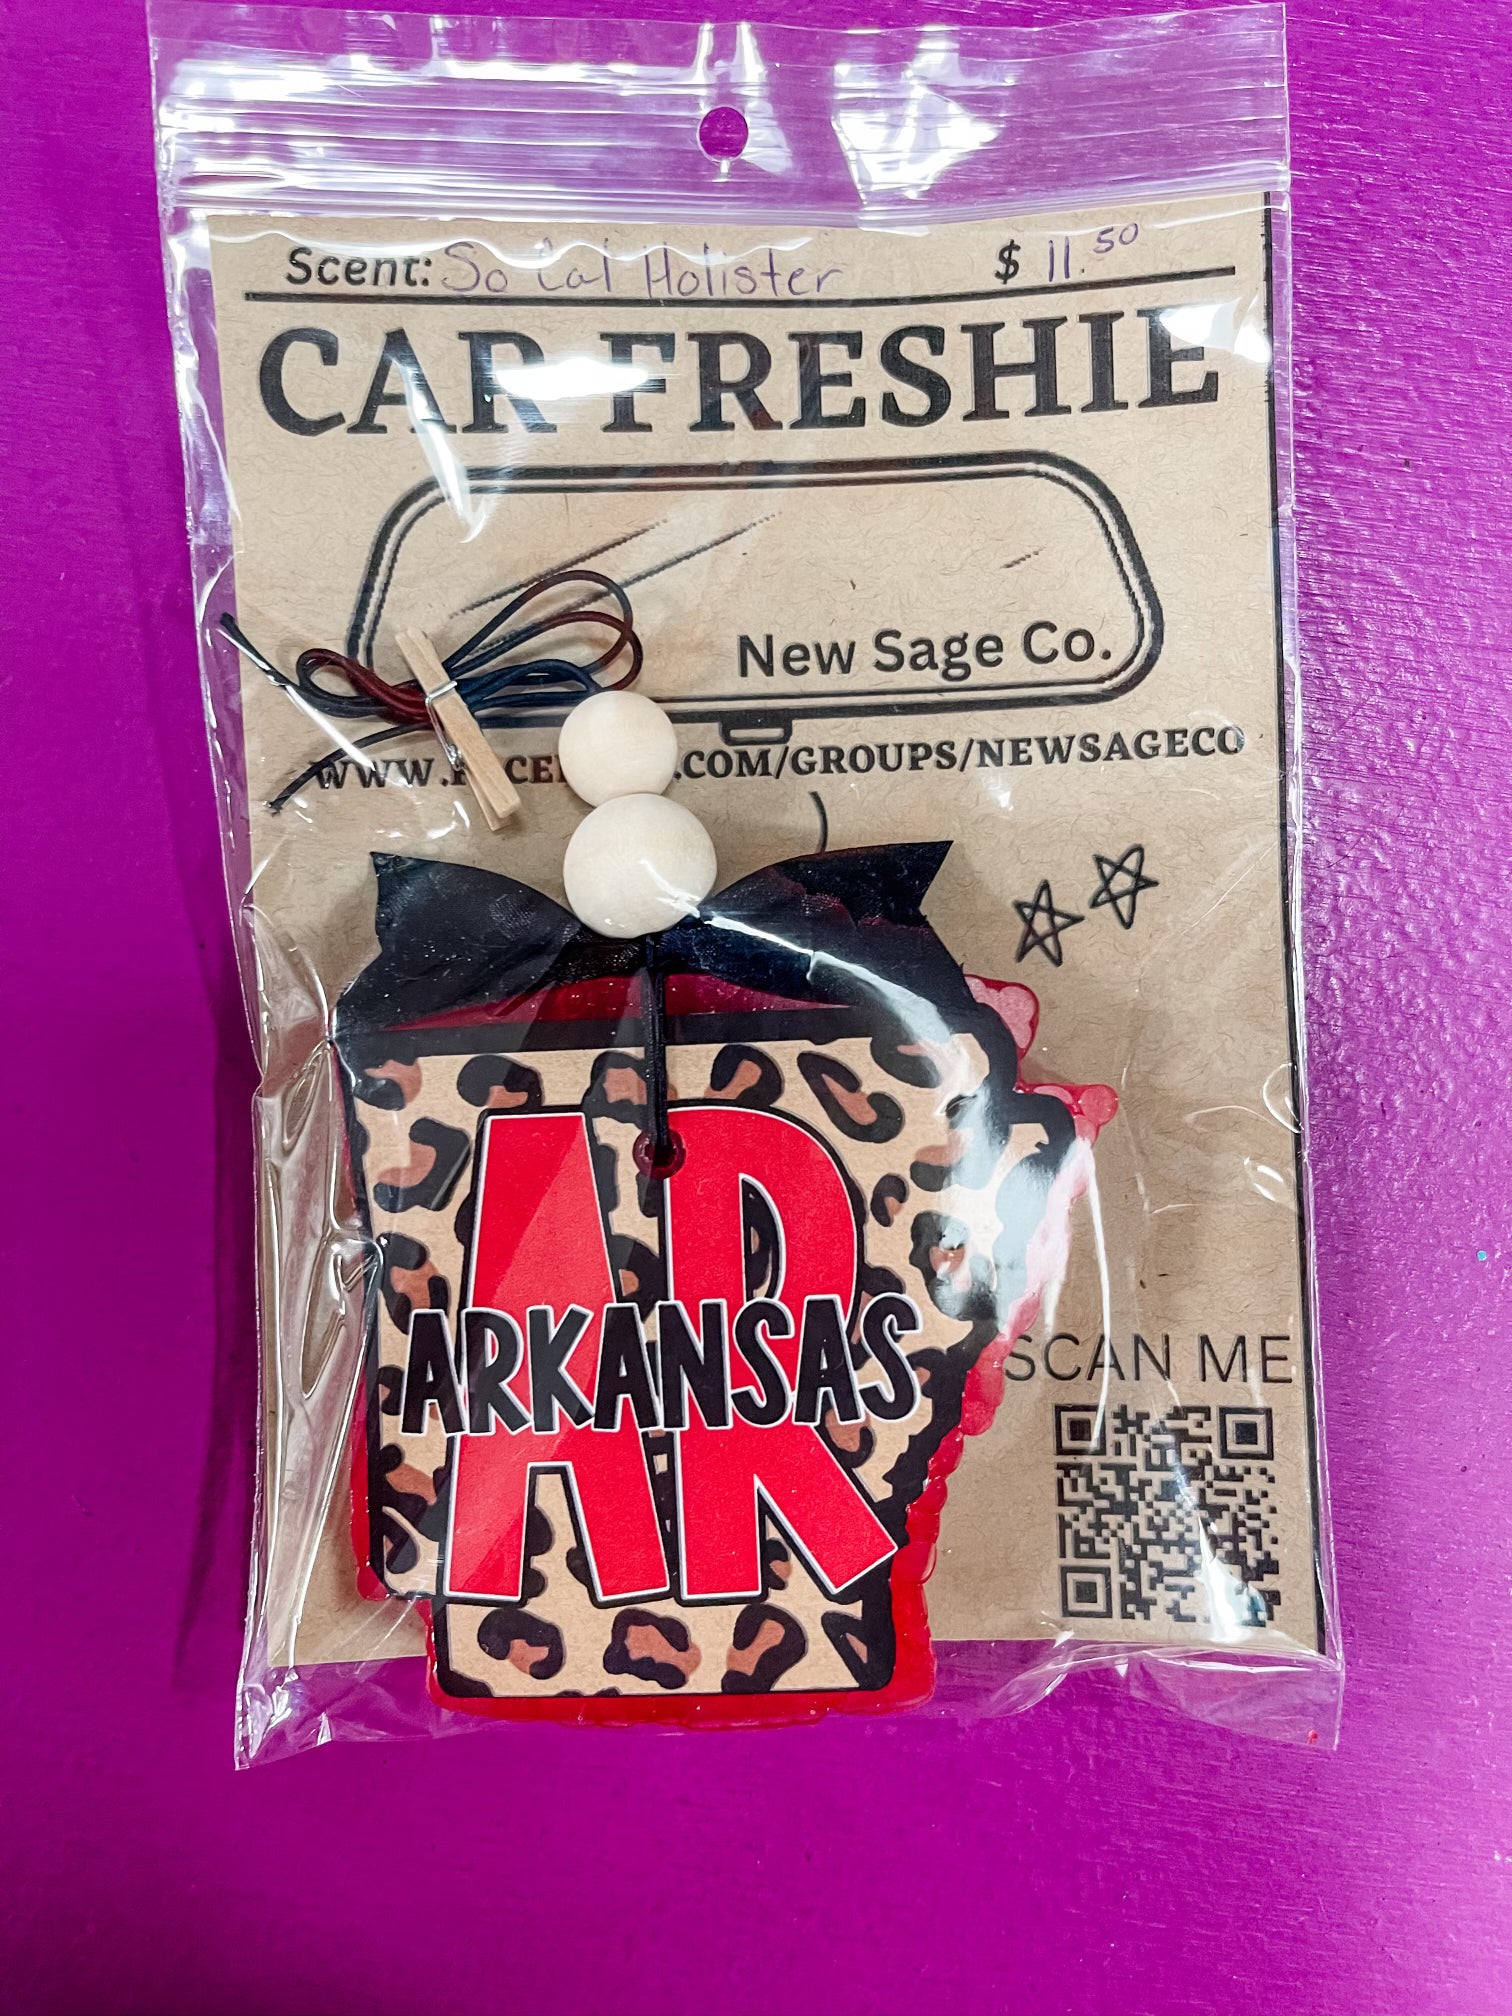 Scent: So Cal Holister $ 11.50
CAR FRESHIE
New Sage Co.
.COM/GROUPS/NEWSAGECO
AR
ARKANSAS
SCAN ME